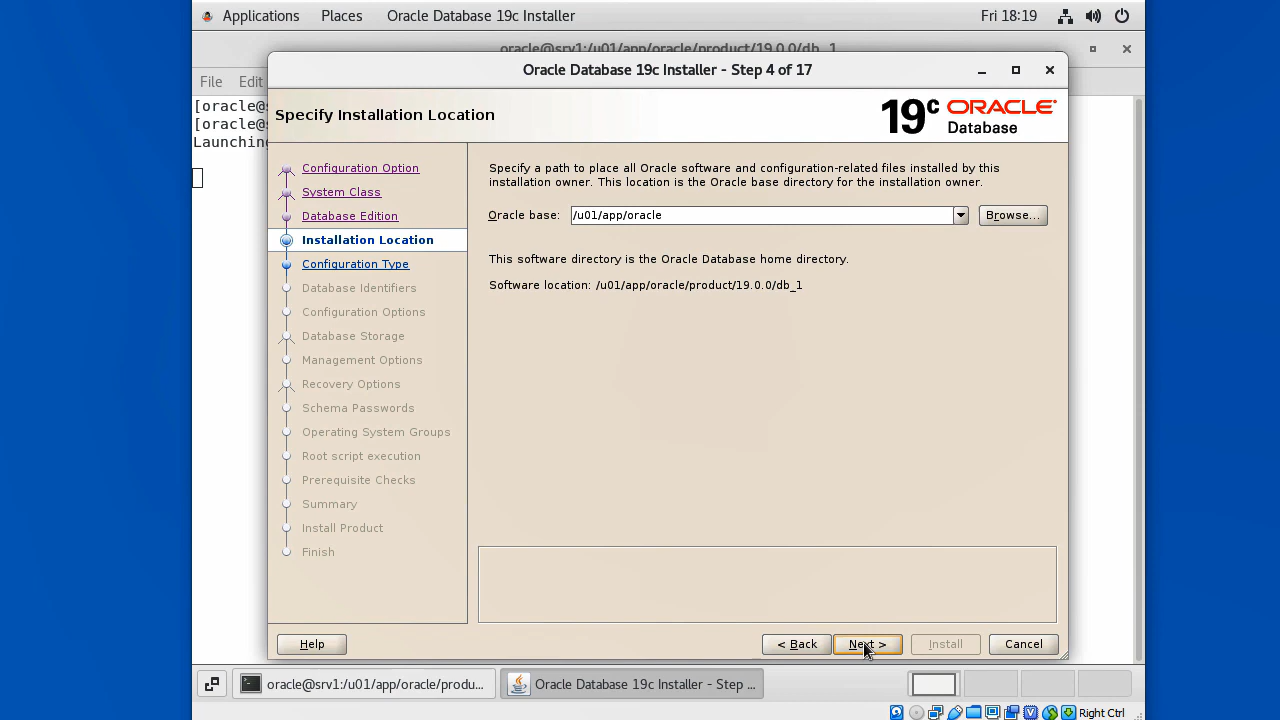 Applications Places Oracle Database 19c Installer Fri 18:19
oracle@srv1:/u01/app/oracle/product/19.0.0/db_1
File Edit
Oracle Database 19c Installer - Step 4 of 17
[oracle@
[oracle@
Launching
Specify Installation Location
19c ORACLE
Database
Configuration Option
System Class
Database Edition
Installation Location
Configuration Type
Database Identifiers
Configuration Options
Database Storage
Management Options
Recovery Options
Schema Passwords
Operating System Groups
Root script execution
Prerequisite Checks
Summary
Install Product
Finish
Specify a path to place all Oracle software and configuration-related files installed by this
installation owner. This location is the Oracle base directory for the installation owner.
Oracle base: /u01/app/oracle Browse...
This software directory is the Oracle Database home directory.
Software location: /u01/app/oracle/product/19.0.0/db_1
Help < Back Next > Install Cancel
oracle@srv1:/u01/app/oracle/produ... Oracle Database 19c Installer - Step ...
Right Ctrl